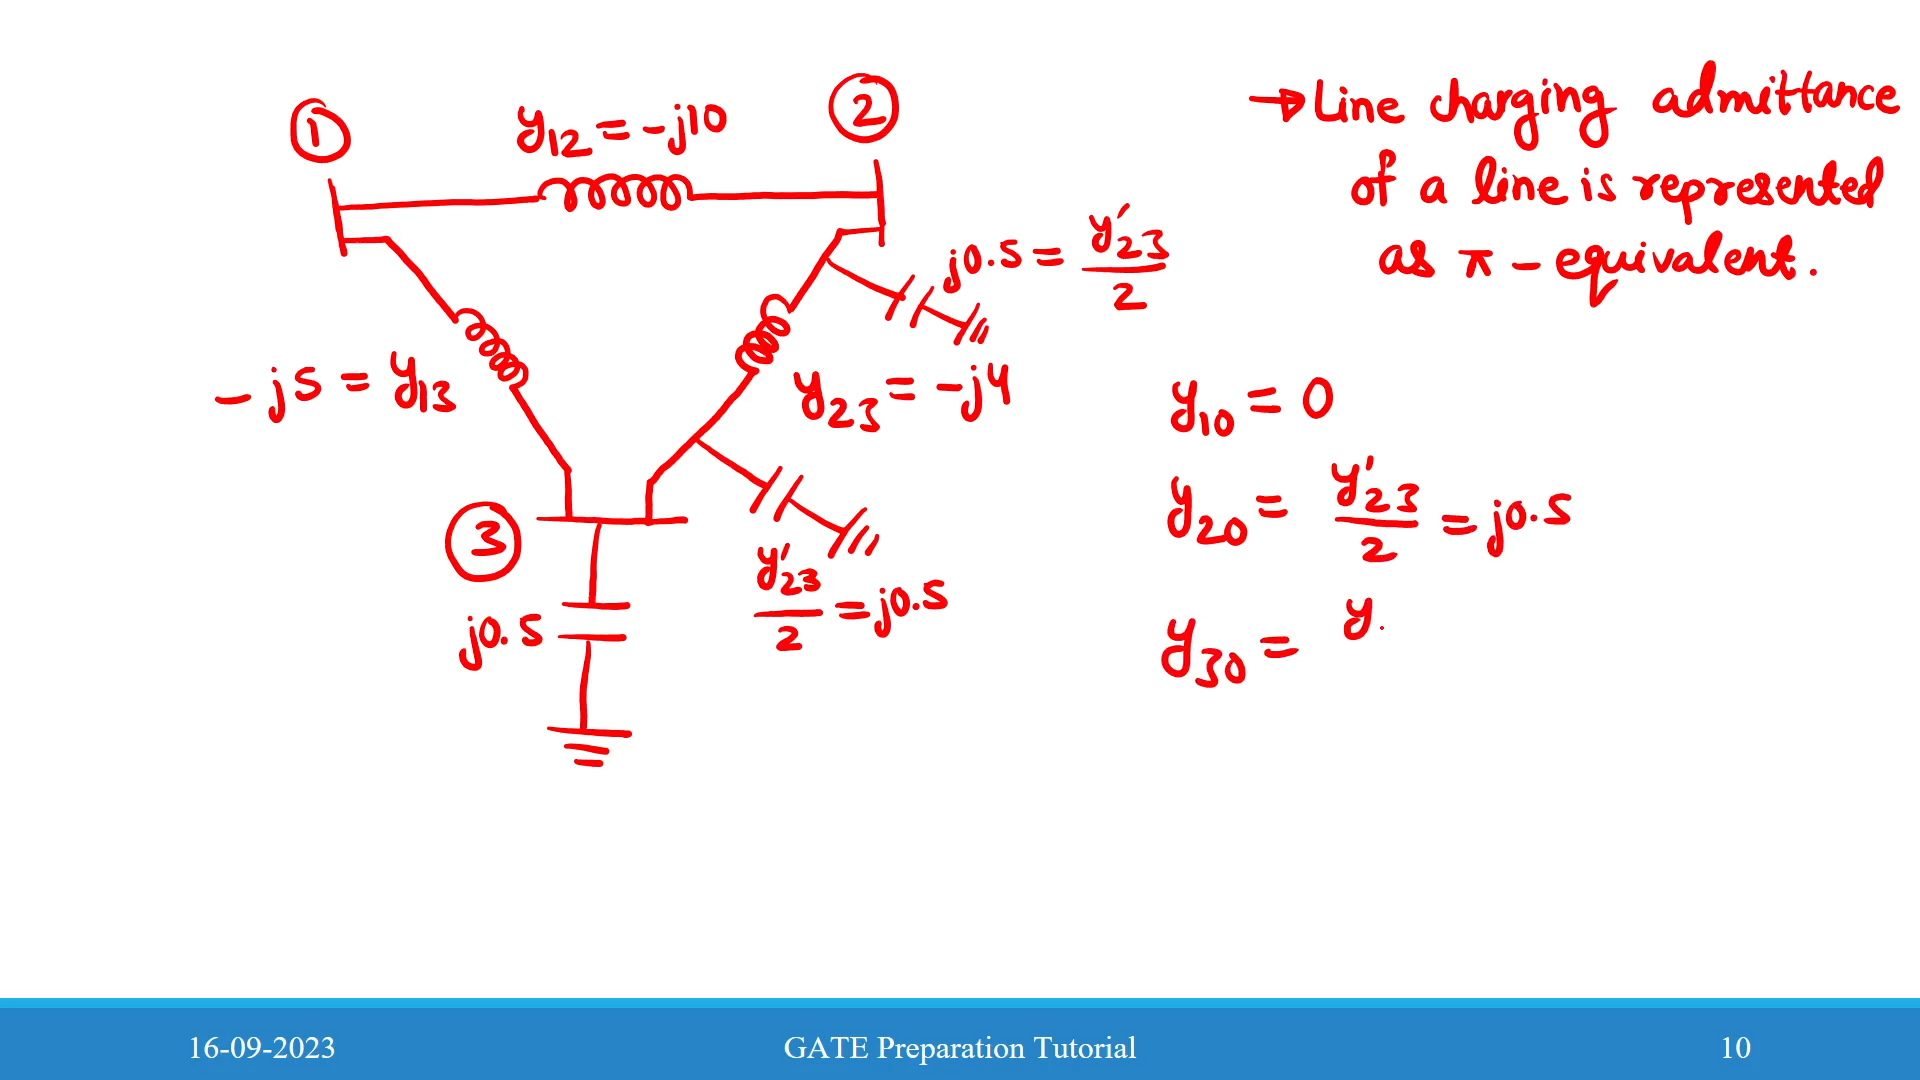 ① y12 = -j10 ②
→ Line charging admittance
of a line is represented
as π - equivalent.
j0.5 = y'23/2
-j5 = y13
y23 = -j4
y10 = 0
y20 = y'23/2 = j0.5
③
y'23/2 = j0.5
j0.5
y30 = y
16-09-2023 GATE Preparation Tutorial 10